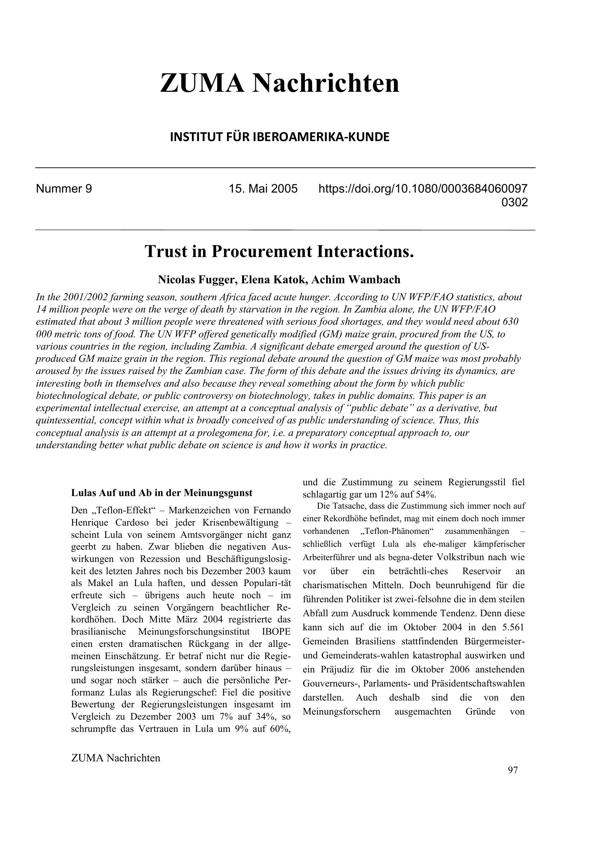 ZUMA Nachrichten
INSTITUT FÜR IBEROAMERIKA-KUNDE
Nummer 9 15. Mai 2005 https://doi.org/10.1080/0003684060097
0302
Trust in Procurement Interactions.
Nicolas Fugger, Elena Katok, Achim Wambach
In the 2001/2002 farming season, southern Africa faced acute hunger. According to UN WFP/FAO statistics, about
14 million people were on the verge of death by starvation in the region. In Zambia alone, the UN WFP/FAO
estimated that about 3 million people were threatened with serious food shortages, and they would need about 630
000 metric tons of food. The UN WFP offered genetically modified (GM) maize grain, procured from the US, to
various countries in the region, including Zambia. A significant debate emerged around the question of US-
produced GM maize grain in the region. This regional debate around the question of GM maize was most probably
aroused by the issues raised by the Zambian case. The form of this debate and the issues driving its dynamics, are
interesting both in themselves and also because they reveal something about the form by which public
biotechnological debate, or public controversy on biotechnology, takes in public domains. This paper is an
experimental intellectual exercise, an attempt at a conceptual analysis of “public debate” as a derivative, but
quintessential, concept within what is broadly conceived of as public understanding of science. Thus, this
conceptual analysis is an attempt at a prolegomena for, i.e. a preparatory conceptual approach to, our
understanding better what public debate on science is and how it works in practice.
Lulas Auf und Ab in der Meinungsgunst
Den „Teflon-Effekt“ – Markenzeichen von Fernando
Henrique Cardoso bei jeder Krisenbewältigung –
scheint Lula von seinem Amtsvorgänger nicht ganz
geerbt zu haben. Zwar blieben die negativen Aus-
wirkungen von Rezession und Beschäftigungslosig-
keit des letzten Jahres noch bis Dezember 2003 kaum
als Makel an Lula haften, und dessen Populari-tät
erfreute sich – übrigens auch heute noch – im
Vergleich zu seinen Vorgängern beachtlicher Re-
kordhöhen. Doch Mitte März 2004 registrierte das
brasilianische Meinungsforschungsinstitut IBOPE
einen ersten dramatischen Rückgang in der allge-
meinen Einschätzung. Er betraf nicht nur die Regie-
rungsleistungen insgesamt, sondern darüber hinaus –
und sogar noch stärker – auch die persönliche Per-
formanz Lulas als Regierungschef: Fiel die positive
Bewertung der Regierungsleistungen insgesamt im
Vergleich zu Dezember 2003 um 7% auf 34%, so
schrumpfte das Vertrauen in Lula um 9% auf 60%,
und die Zustimmung zu seinem Regierungsstil fiel
schlagartig gar um 12% auf 54%.
Die Tatsache, dass die Zustimmung sich immer noch auf
einer Rekordhöhe befindet, mag mit einem doch noch immer
vorhandenen „Teflon-Phänomen“ zusammenhängen –
schließlich verfügt Lula als ehe-maliger kämpferischer
Arbeiterführer und als begna-deter Volkstribun nach wie
vor über ein beträchtli-ches Reservoir an
charismatischen Mitteln. Doch beunruhigend für die
führenden Politiker ist zwei-felsohne die in dem steilen
Abfall zum Ausdruck kommende Tendenz. Denn diese
kann sich auf die im Oktober 2004 in den 5.561
Gemeinden Brasiliens stattfindenden Bürgermeister-
und Gemeinderats-wahlen katastrophal auswirken und
ein Präjudiz für die im Oktober 2006 anstehenden
Gouverneurs-, Parlaments- und Präsidentschaftswahlen
darstellen. Auch deshalb sind die von den
Meinungsforschern ausgemachten Gründe von
ZUMA Nachrichten
97